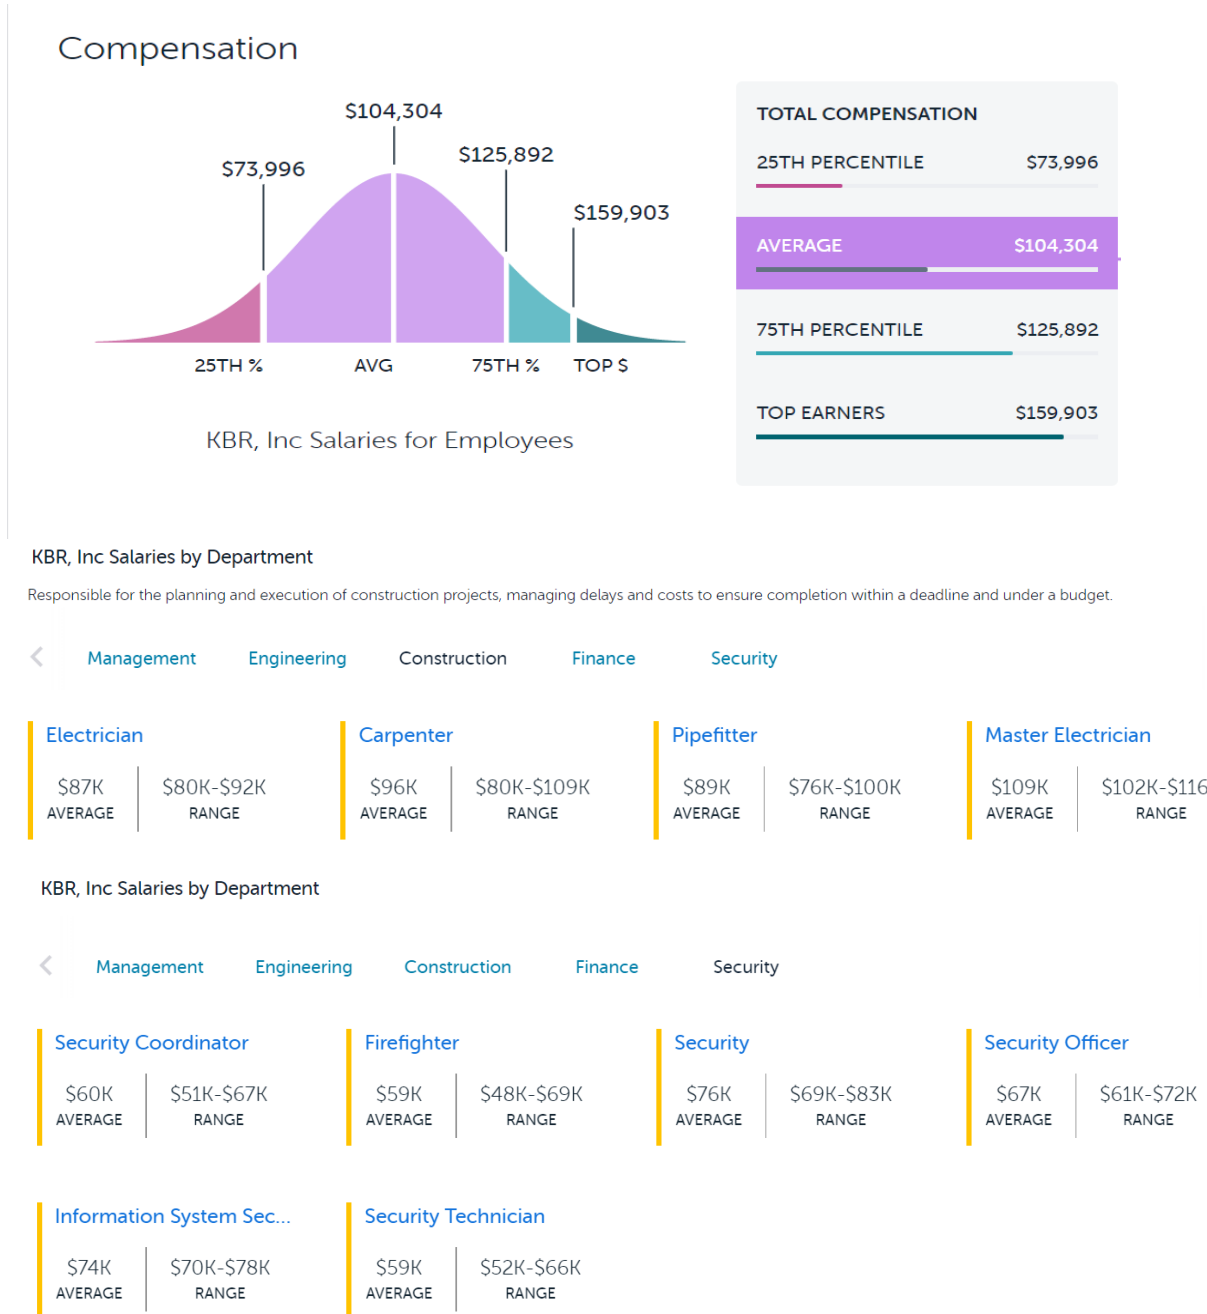 Compensation
$104,304
$125,892
$73,996
$159,903
25TH %
AVG
75TH %
TOP $
KBR, Inc Salaries for Employees
TOTAL COMPENSATION
25TH PERCENTILE $73,996
AVERAGE $104,304
75TH PERCENTILE $125,892
TOP EARNERS $159,903
KBR, Inc Salaries by Department
Responsible for the planning and execution of construction projects, managing delays and costs to ensure completion within a deadline and under a budget.
Management Engineering Construction Finance Security
Electrician Carpenter Pipefitter Master Electrician
$87K $80K-$92K $96K $80K-$109K $89K $76K-$100K $109K $102K-$116
AVERAGE RANGE AVERAGE RANGE AVERAGE RANGE AVERAGE RANGE
KBR, Inc Salaries by Department
Management Engineering Construction Finance Security
Security Coordinator Firefighter Security Security Officer
$60K $51K-$67K $59K $48K-$69K $76K $69K-$83K $67K $61K-$72K
AVERAGE RANGE AVERAGE RANGE AVERAGE RANGE AVERAGE RANGE
Information System Sec... Security Technician
$74K $70K-$78K $59K $52K-$66K
AVERAGE RANGE AVERAGE RANGE